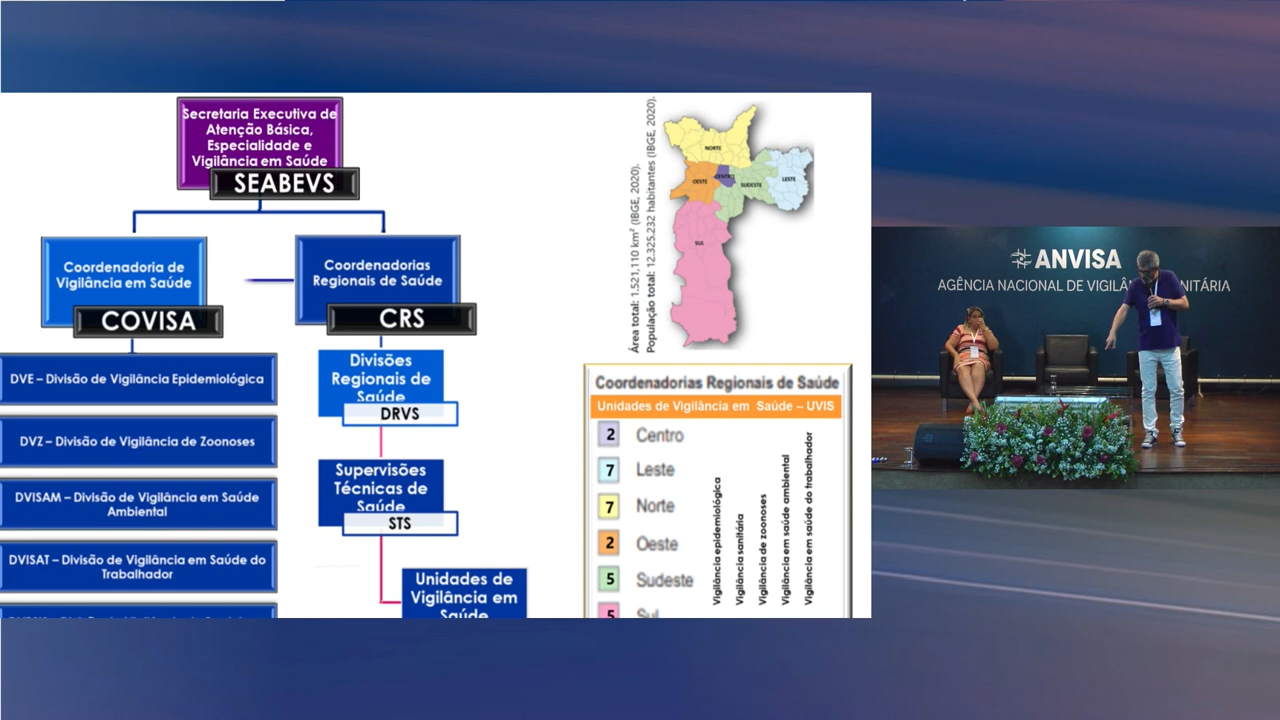 Secretaria Executiva de
Atenção Básica,
Especialidade e
Vigilância em Saúde
SEABEVS
Coordenadoria de
Vigilância em Saúde
COVISA
Coordenadorias
Regionais de Saúde
CRS
DVE – Divisão de Vigilância Epidemiológica
DVZ – Divisão de Vigilância de Zoonoses
DVISAM – Divisão de Vigilância em Saúde
Ambiental
DVISAT – Divisão de Vigilância em Saúde do
Trabalhador
Divisões
Regionais de
Saúde
DRVS
Supervisões
Técnicas de
Saúde
STS
Unidades de
Vigilância em
Saúde
Área total: 1.521,110 km² (IBGE, 2020).
População total: 12.325.232 habitantes (IBGE, 2020).
NORTE
OESTE
CENTRO
SUDESTE
LESTE
SUL
Coordenadorias Regionais de Saúde
Unidades de Vigilância em Saúde – UVIS
2 Centro
7 Leste
7 Norte
2 Oeste
5 Sudeste
5 Sul
Vigilância epidemiológica
Vigilância sanitária
Vigilância de zoonoses
Vigilância em saúde ambiental
Vigilância em saúde do trabalhador
ANVISA
AGÊNCIA NACIONAL DE VIGILÂ NITÁRIA